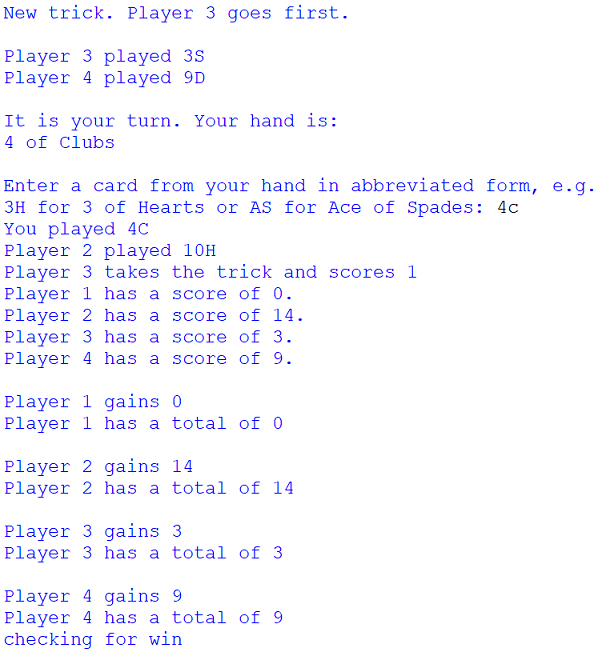 New trick. Player 3 goes first.
Player 3 played 3S
Player 4 played 9D
It is your turn. Your hand is:
4 of Clubs
Enter a card from your hand in abbreviated form, e.g.
3H for 3 of Hearts or AS for Ace of Spades: 4c
You played 4C
Player 2 played 10H
Player 3 takes the trick and scores 1
Player 1 has a score of 0.
Player 2 has a score of 14.
Player 3 has a score of 3.
Player 4 has a score of 9.
Player 1 gains 0
Player 1 has a total of 0
Player 2 gains 14
Player 2 has a total of 14
Player 3 gains 3
Player 3 has a total of 3
Player 4 gains 9
Player 4 has a total of 9
checking for win